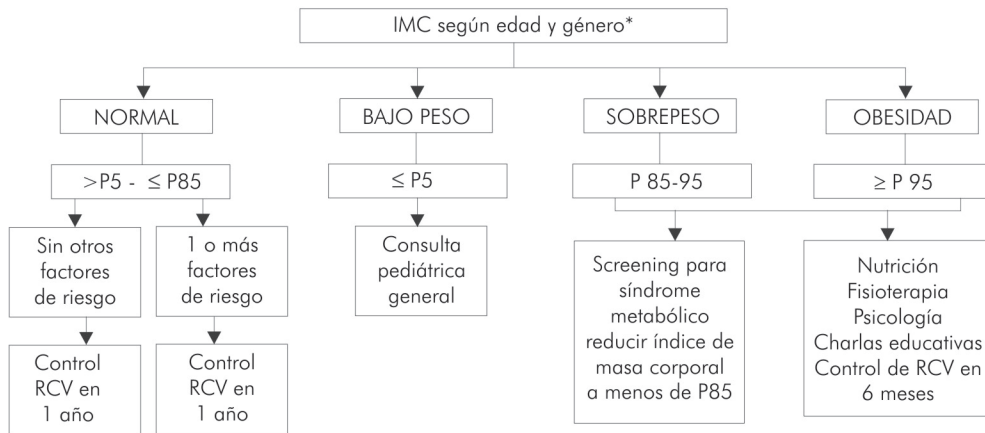 IMC según edad y género*
NORMAL
BAJO PESO
SOBREPESO
OBESIDAD
>P5 - ≤ P85
≤ P5
P 85-95
≥ P 95
Sin otros
factores
de riesgo
1 o más
factores
de riesgo
Consulta
pediátrica
general
Screening para
síndrome
metabólico
reducir índice de
masa corporal
a menos de P85
Nutrición
Fisioterapia
Psicología
Charlas educativas
Control de RCV en
6 meses
Control
RCV en
1 año
Control
RCV en
1 año